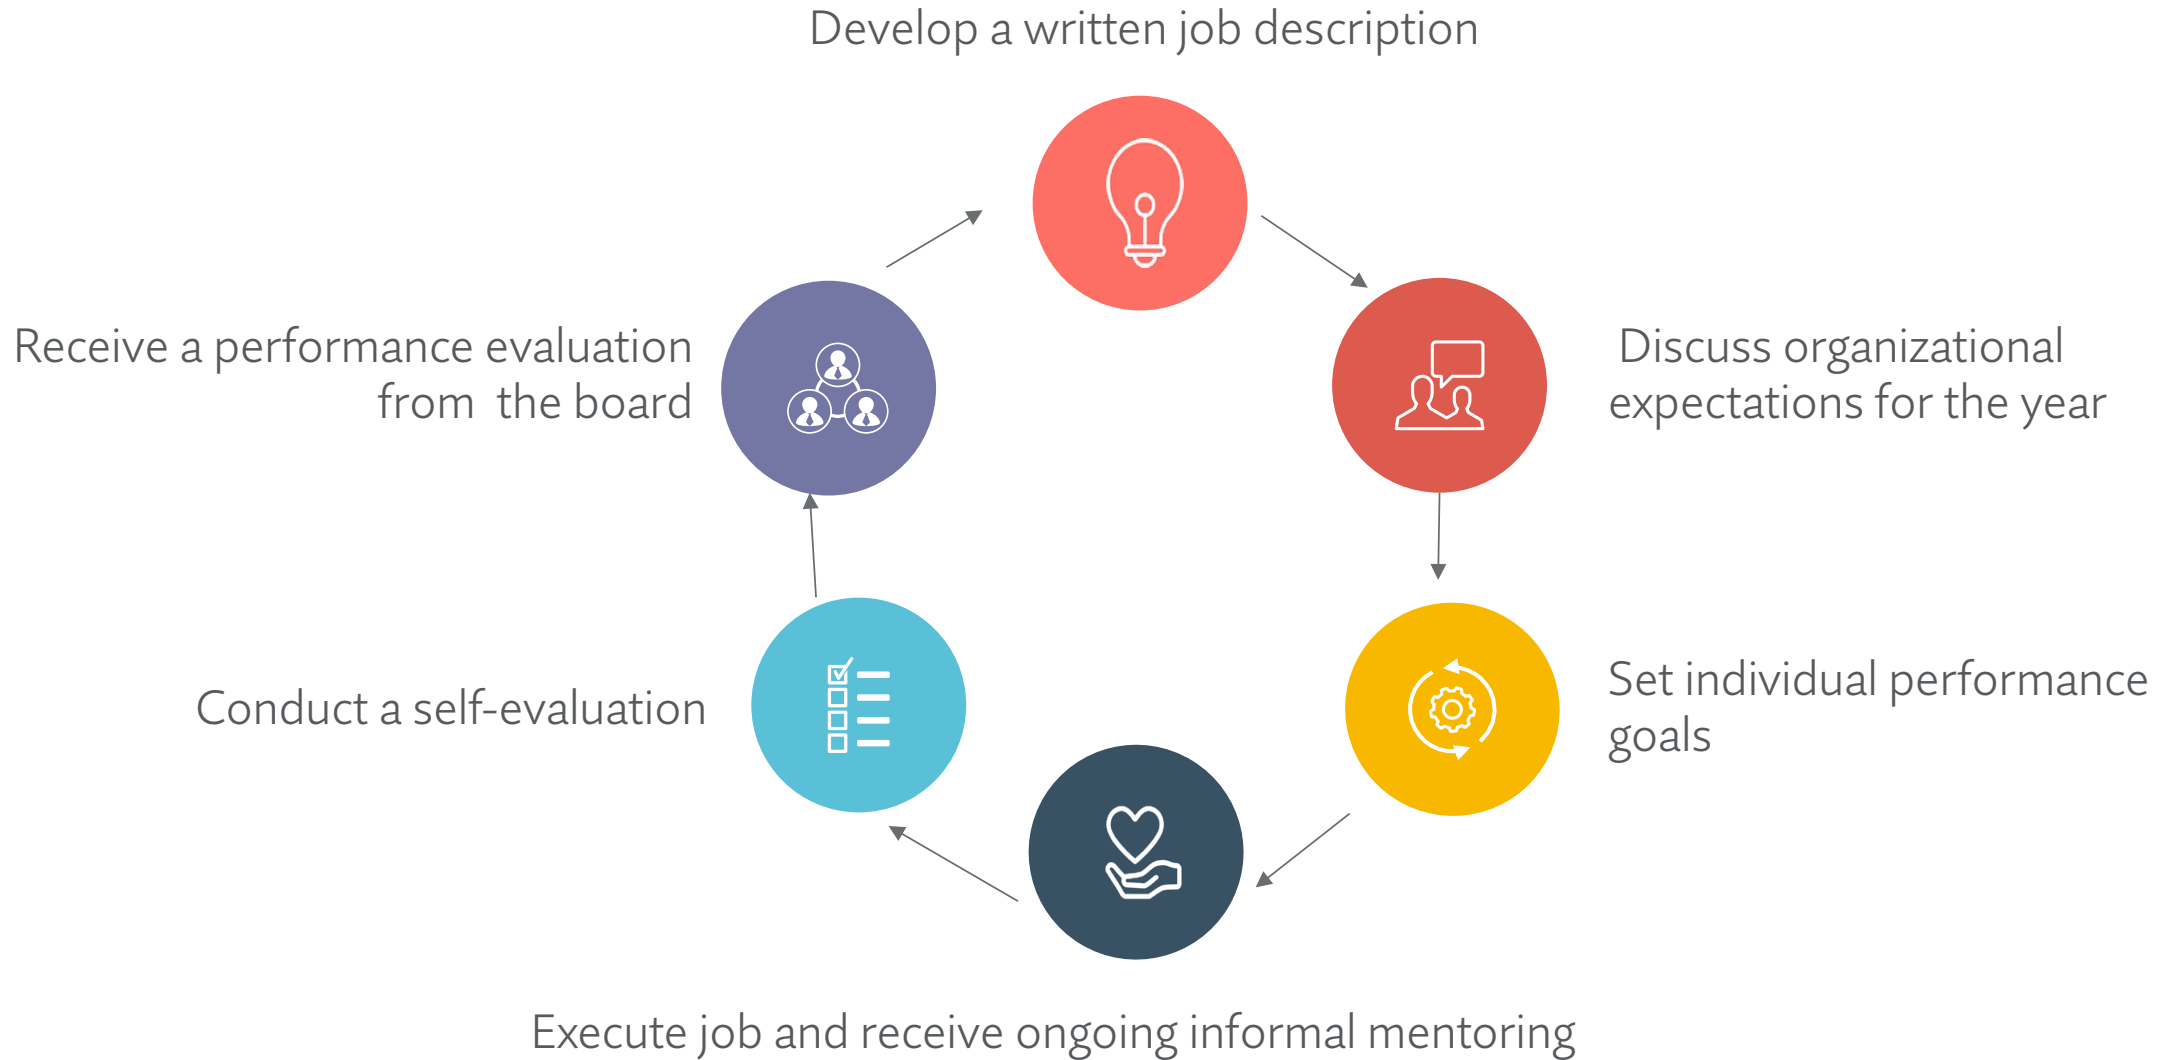 Develop a written job description
Discuss organizational
expectations for the year
Set individual performance
goals
Execute job and receive ongoing informal mentoring
Conduct a self-evaluation
Receive a performance evaluation
from  the board